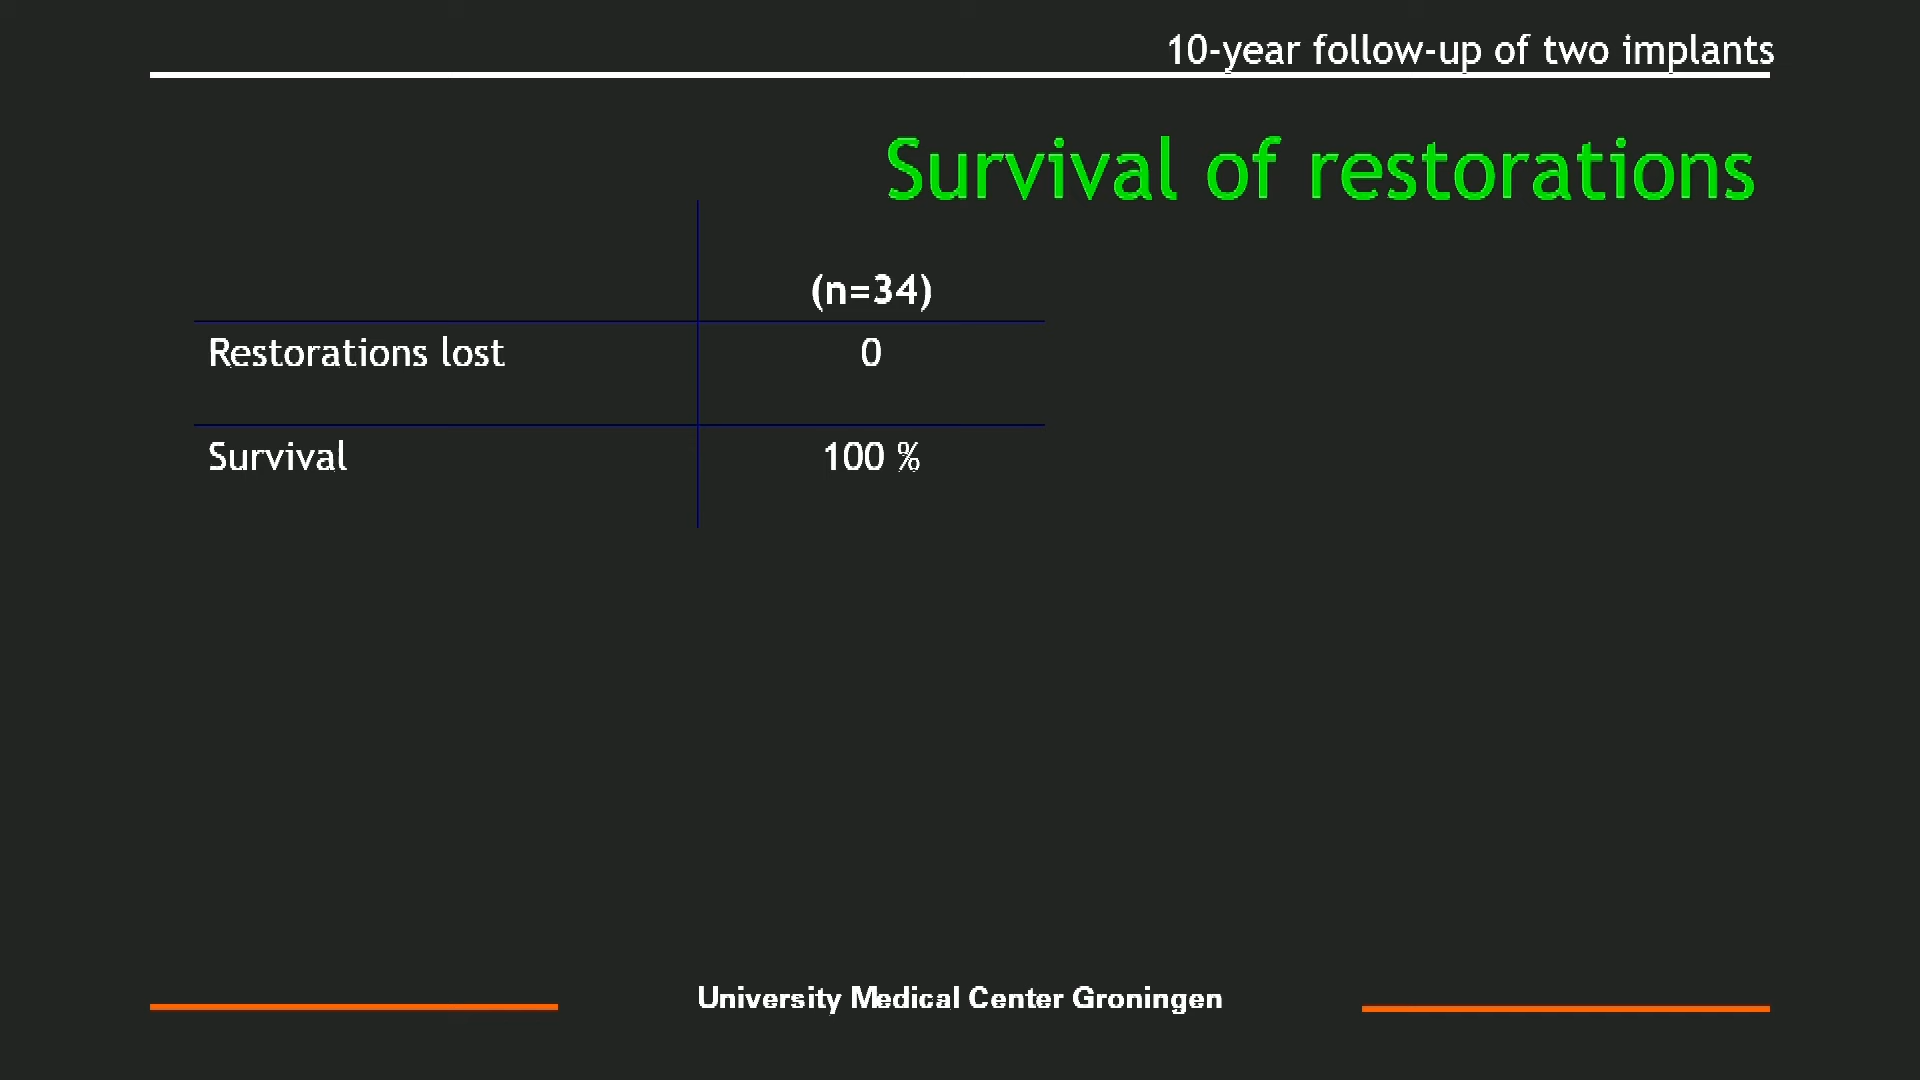 10-year follow-up of two implants
Survival of restorations
(n=34)
Restorations lost 0
Survival 100 %
University Medical Center Groningen